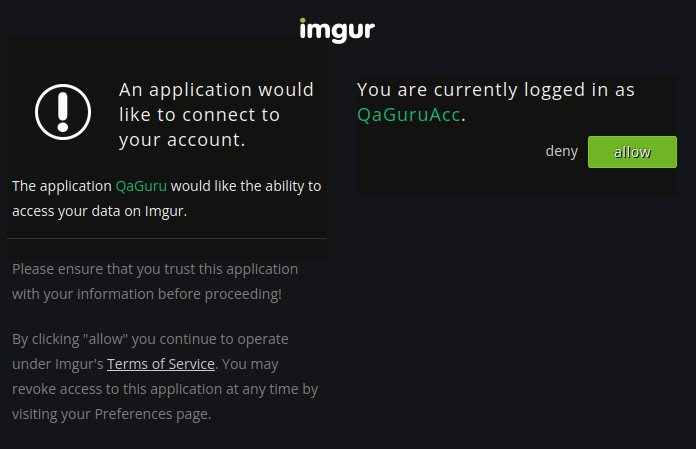 imgur
An application would
like to connect to
your account.
The application QaGuru would like the ability to
access your data on Imgur.
Please ensure that you trust this application
with your information before proceeding!
By clicking "allow" you continue to operate
under Imgur's Terms of Service. You may
revoke access to this application at any time by
visiting your Preferences page.
You are currently logged in as
QaGuruAcc.
deny allow